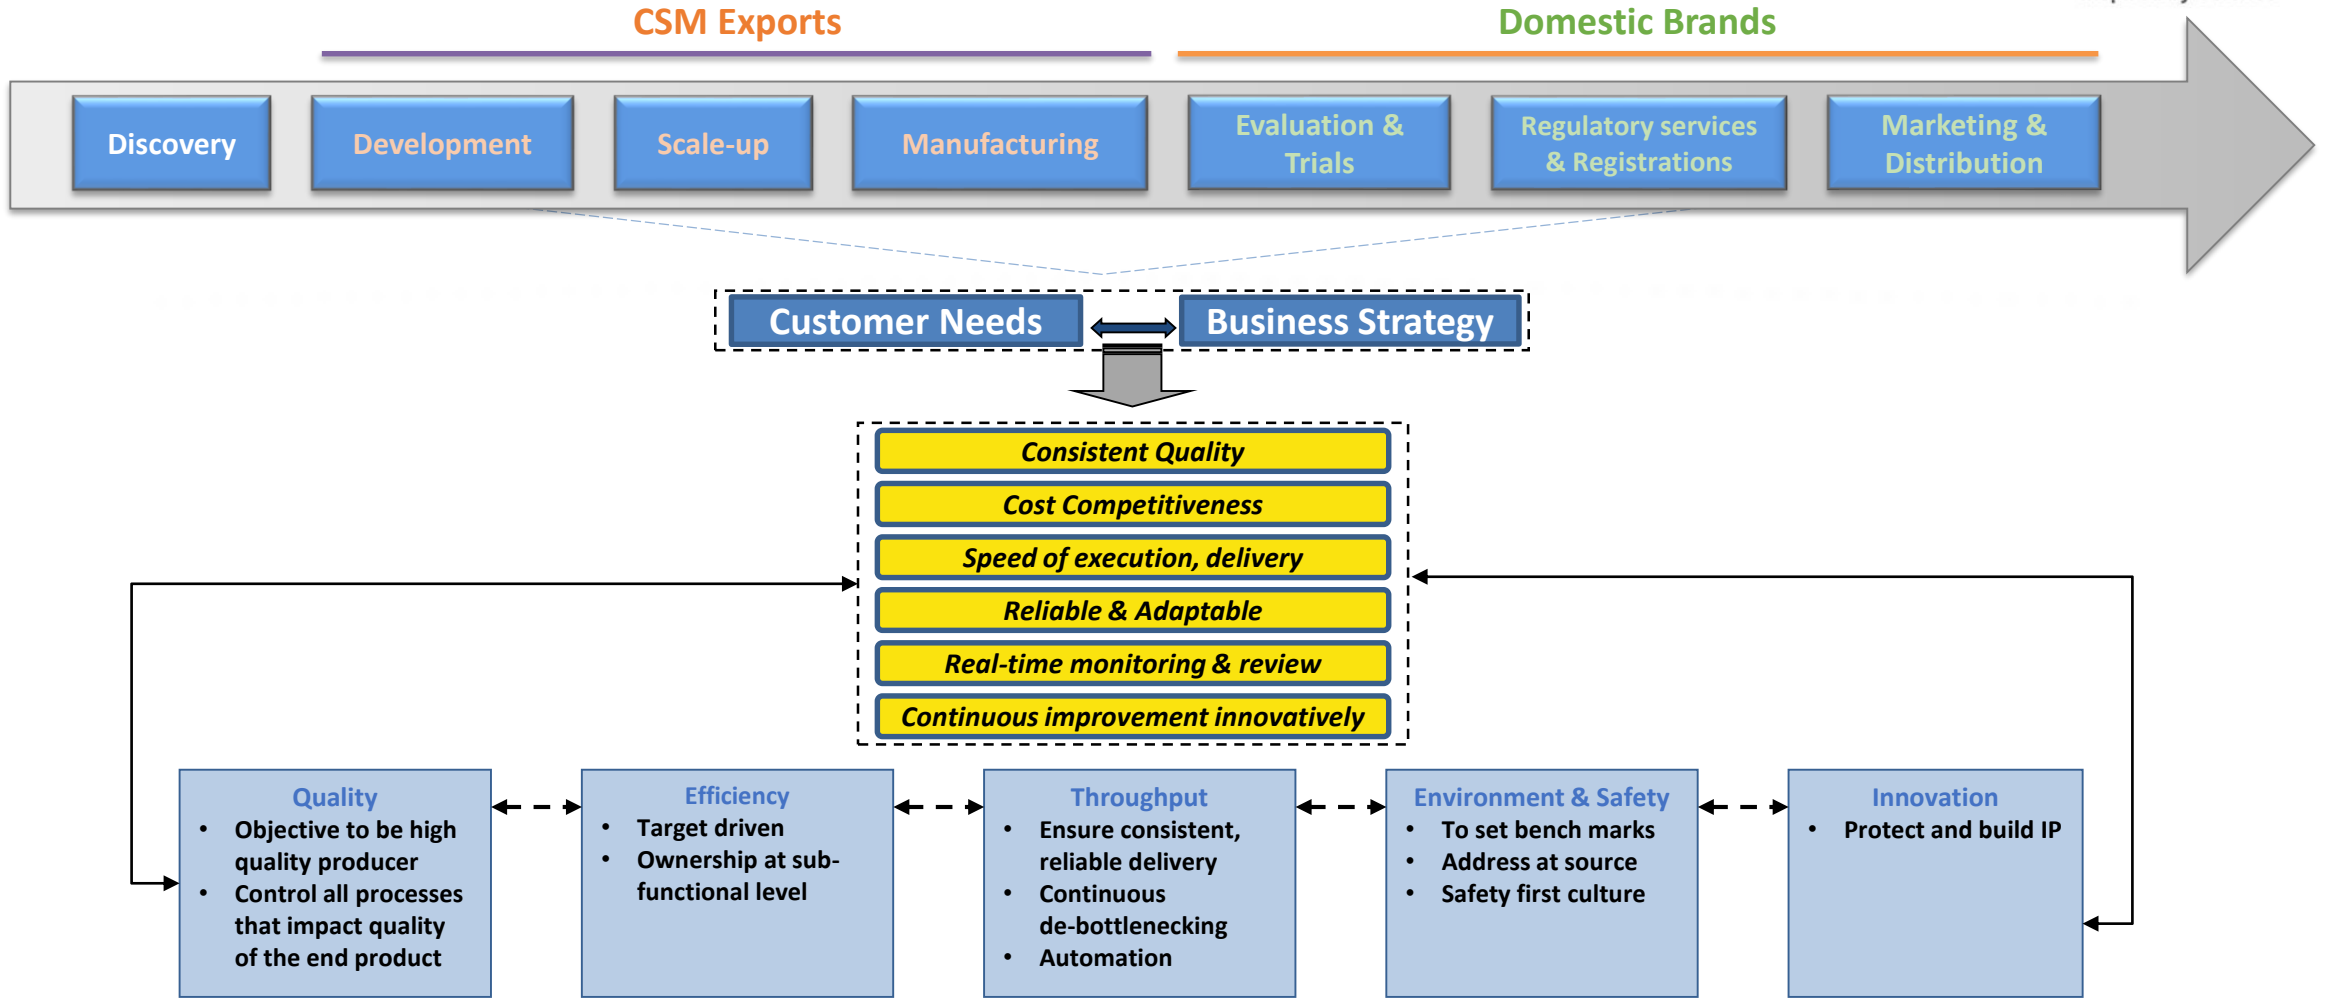 CSM Exports
Domestic Brands
Discovery
Development
Scale-up
Manufacturing
Evaluation &
Trials
Regulatory services
& Registrations
Marketing &
Distribution
Customer Needs
Business Strategy
Consistent Quality
Cost Competitiveness
Speed of execution, delivery
Reliable & Adaptable
Real-time monitoring & review
Continuous improvement innovatively
Quality
• Objective to be high
quality producer
• Control all processes
that impact quality
of the end product
Efficiency
• Target driven
• Ownership at sub-
functional level
Throughput
• Ensure consistent,
reliable delivery
• Continuous
de-bottlenecking
• Automation
Environment & Safety
• To set bench marks
• Address at source
• Safety first culture
Innovation
• Protect and build IP